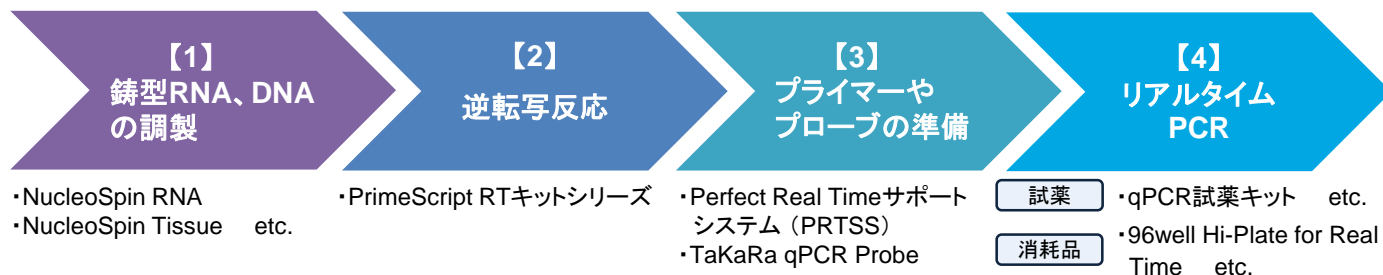 【1】
鋳型RNA、DNA
の調製
【2】
逆転写反応
【3】
プライマーや
プローブの準備
【4】
リアルタイム
PCR
・NucleoSpin RNA
・NucleoSpin Tissue　etc.
・PrimeScript RTキットシリーズ
・Perfect Real Timeサポート
システム（PRTSS）
・TaKaRa qPCR Probe
試薬
・qPCR試薬キット　etc.
消耗品
・96well Hi-Plate for Real
Time　etc.